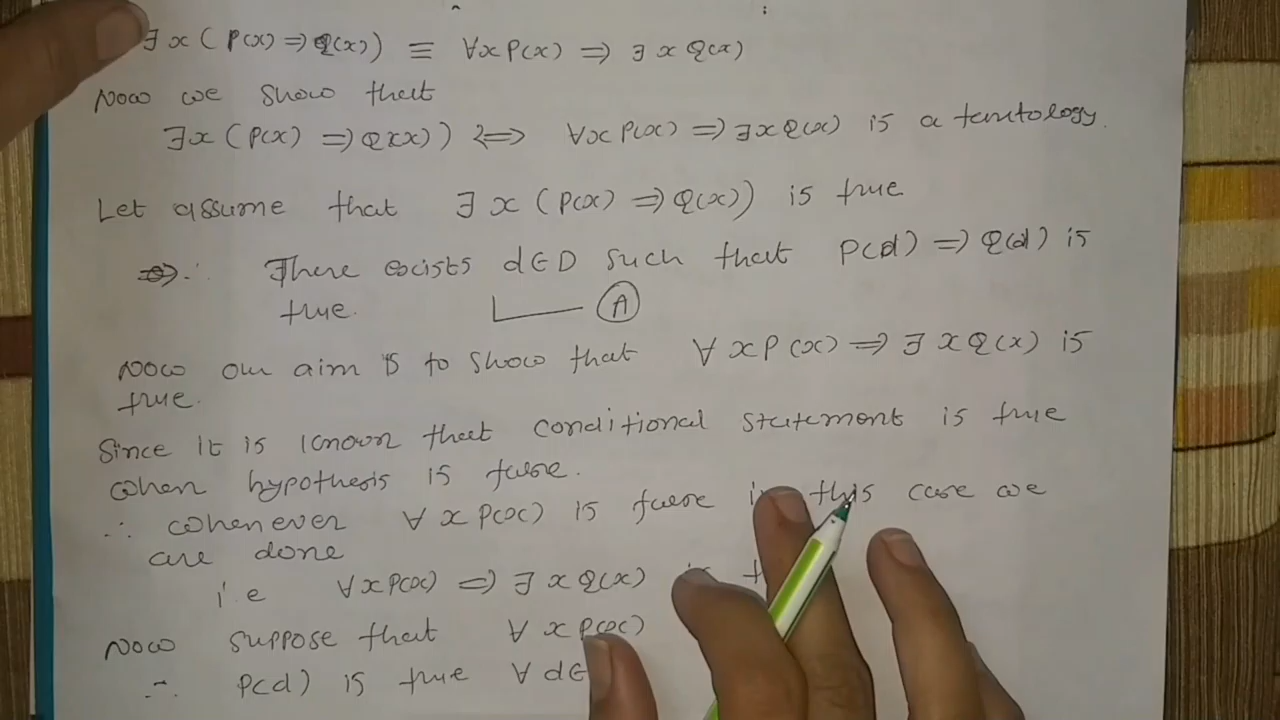 ∃x (P(x) ⇒ Q(x)) ≡ ∀x P(x) ⇒ ∃x Q(x)
Now we show that
∃x (P(x) ⇒ Q(x)) ⇔ ∀x P(x) ⇒ ∃x Q(x) is a tautology.
Let assume that ∃x (P(x) ⇒ Q(x)) is true
∴ There exists d∈D such that P(d) ⇒ Q(d) is
true. A
Now our aim is to show that ∀x P(x) ⇒ ∃x Q(x) is
true.
Since it is known that conditional statement is true
when hypothesis is false.
∴ whenever ∀x P(x) is false in this case we
are done
i.e ∀x P(x) ⇒ ∃x Q(x)
Now suppose that ∀x P(x)
∴ P(d) is true ∀ d∈